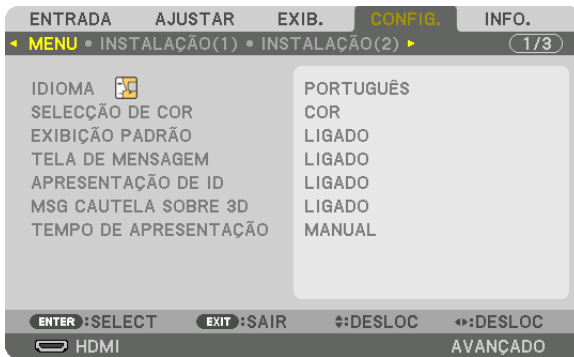 ENTRADA AJUSTAR EXIB. CONFIG. INFO.
MENU • INSTALAÇÃO(1) • INSTALAÇÃO(2) 1/3
IDIOMA PORTUGUÊS
SELECÇÃO DE COR COR
EXIBIÇÃO PADRÃO LIGADO
TELA DE MENSAGEM LIGADO
APRESENTAÇÃO DE ID LIGADO
MSG CAUTELA SOBRE 3D LIGADO
TEMPO DE APRESENTAÇÃO MANUAL
ENTER :SELECT EXIT :SAIR :DESLOC :DESLOC
HDMI AVANÇADO